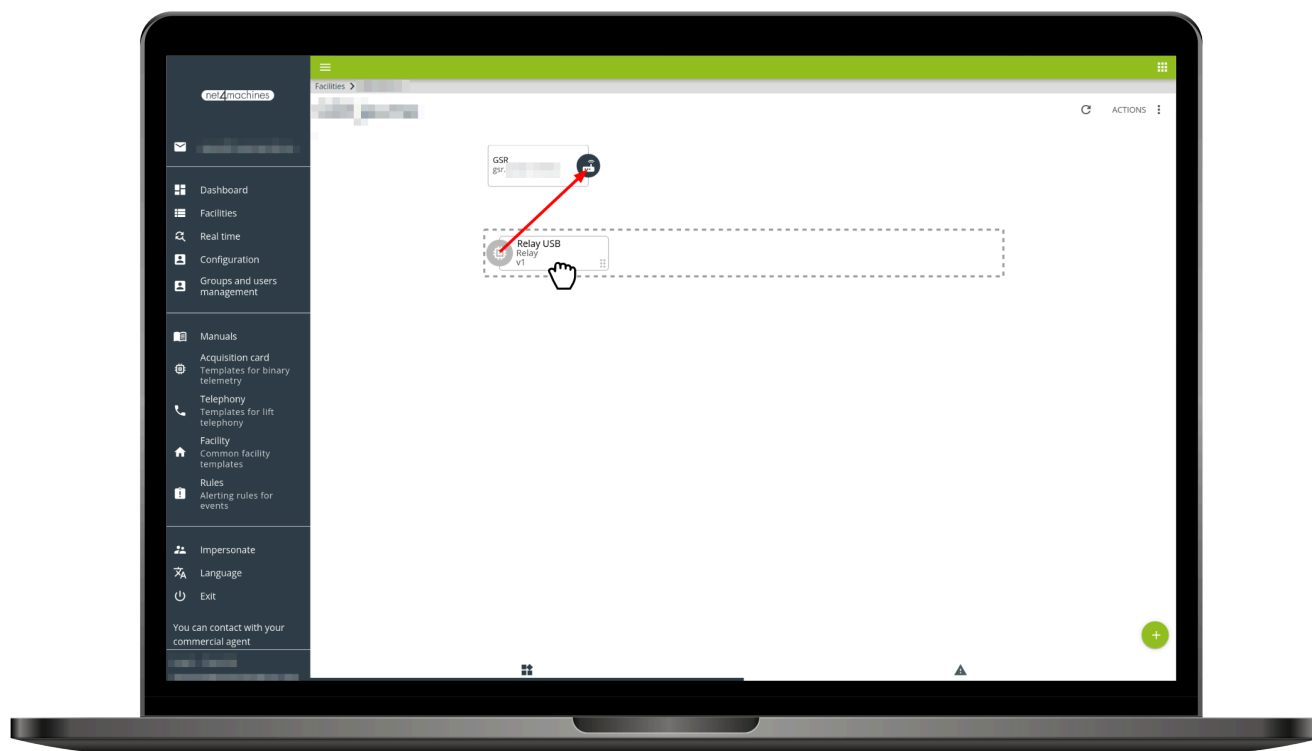 net4machines
Facilities
ACTIONS
GSR
gsr.
Relay USB
Relay
v1
Dashboard
Facilities
Real time
Configuration
Groups and users
management
Manuals
Acquisition card
Templates for binary
telemetry
Telephony
Templates for lift
telephony
Facility
Common facility
templates
Rules
Alerting rules for
events
Impersonate
Language
Exit
You can contact with your
commercial agent